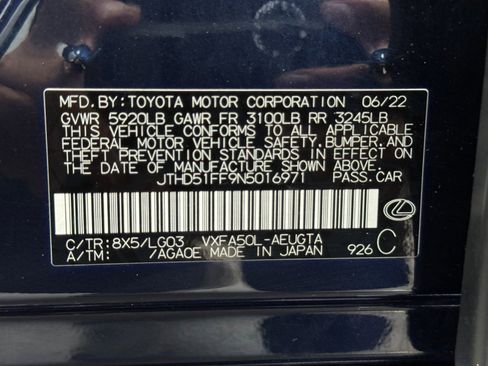 MFD. BY: TOYOTA MOTOR CORPORATION 06/22
GVWR 5920LB GAWR FR 3100LB RR 3245LB
THIS VEHICLE CONFORMS TO ALL APPLICABLE
FEDERAL MOTOR VEHICLE SAFETY, BUMPER, AND
THEFT PREVENTION STANDARDS IN EFFECT ON
THE DATE OF MANUFACTURE SHOWN ABOVE.
JTHD51FF9N5016971 PASS.CAR
C/TR: 8X5/LG03 VXFA50L-AEUGTA
A/TM: /AGA0E MADE IN JAPAN 926 C